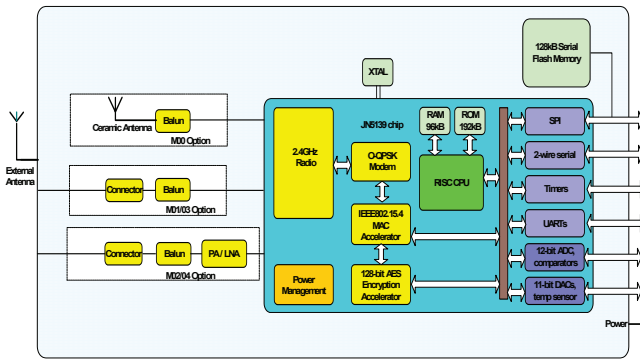 128kB Serial
Flash Memory
XTAL
Ceramic Antenna
Balun
M00 Option
External
Antenna
Connector
Balun
M01/03 Option
Connector
Balun
PA / LNA
M02/04 Option
JN5139 chip
2.4GHz
Radio
O-QPSK
Modem
IEEE802.15.4
MAC
Accelerator
128-bit AES
Encryption
Accelerator
Power
Management
RAM
96kB
ROM
192kB
RISC CPU
SPI
2-wire serial
Timers
UARTs
12-bit ADC,
comparators
11-bit DACs,
temp sensor
Power